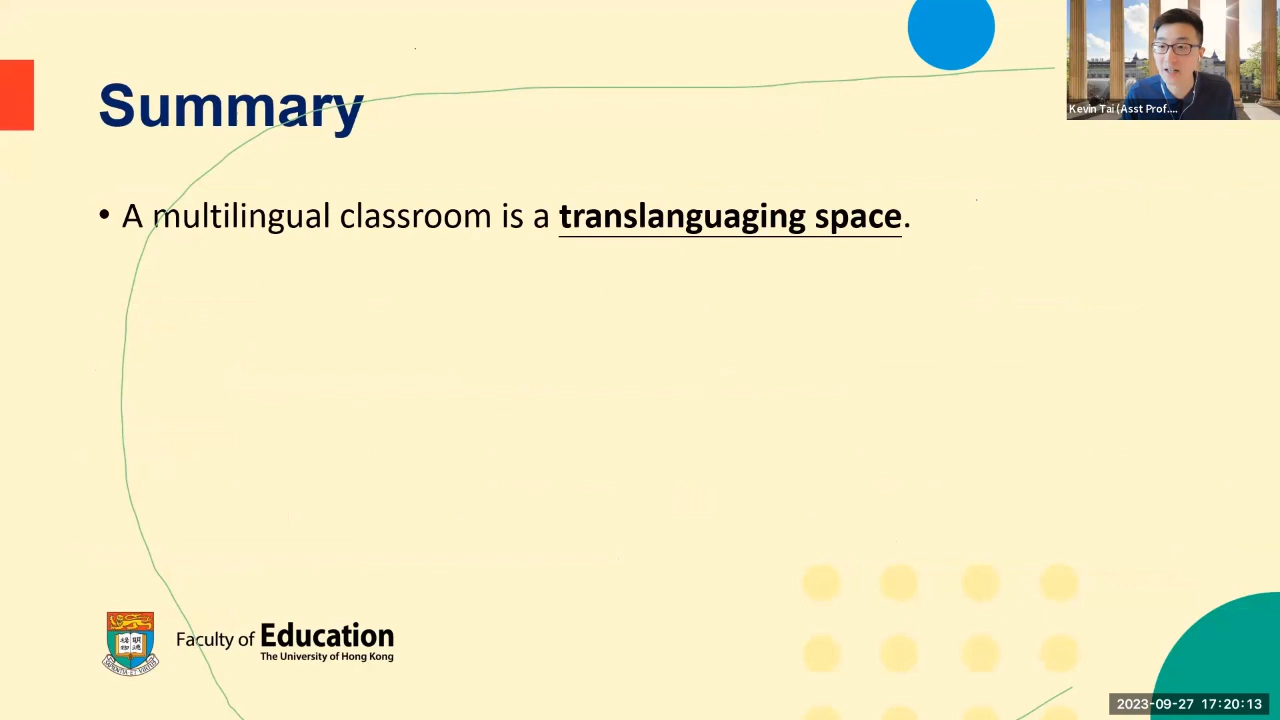 Kevin Tai (Asst Prof....
Summary
• A multilingual classroom is a translanguaging space.
Faculty of Education
The University of Hong Kong
2023-09-27 17:20:13